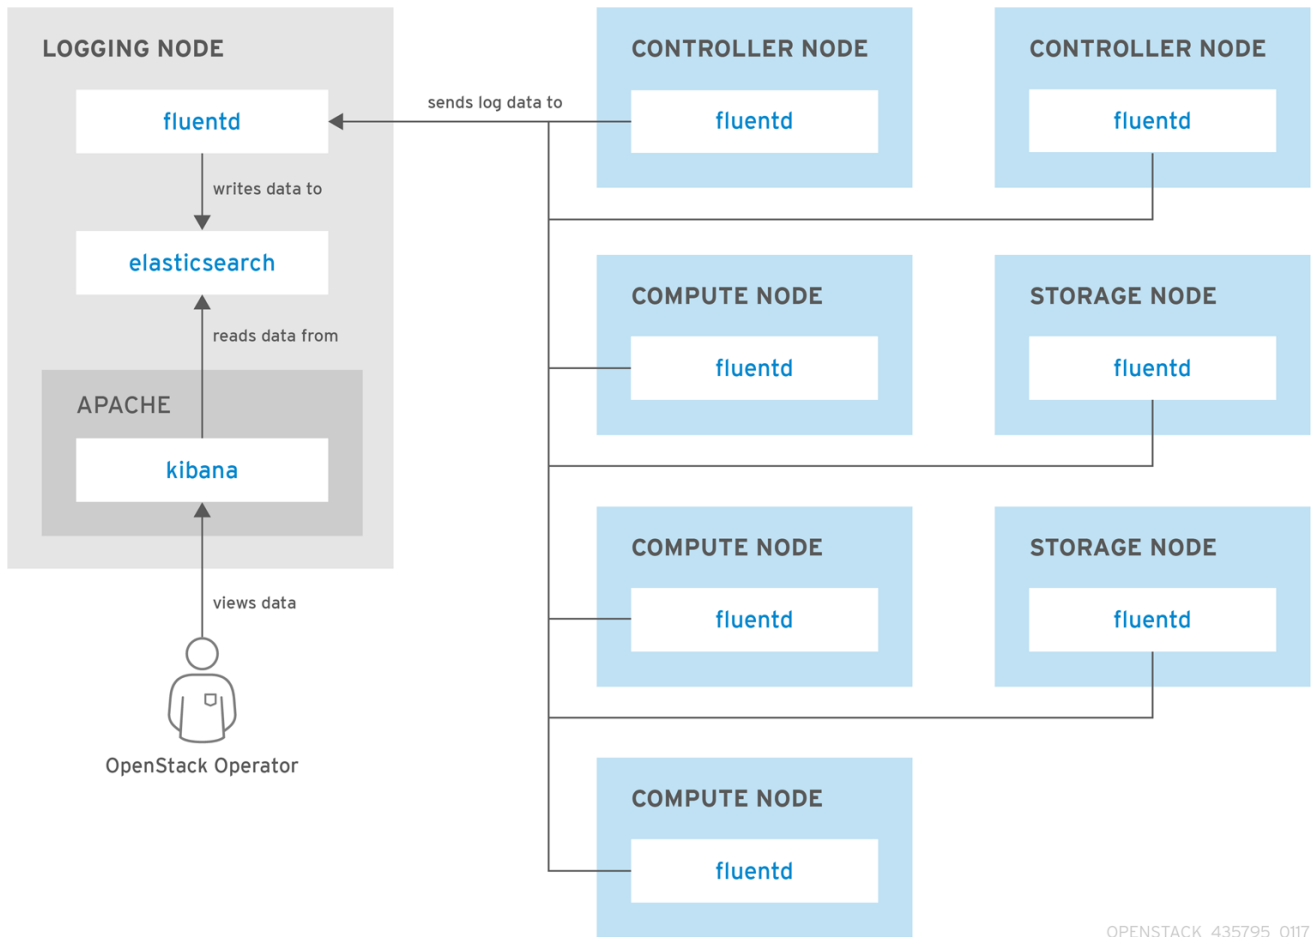 LOGGING NODE
fluentd
writes data to
elasticsearch
reads data from
APACHE
kibana
views data
OpenStack Operator
sends log data to
CONTROLLER NODE
fluentd
CONTROLLER NODE
fluentd
COMPUTE NODE
fluentd
STORAGE NODE
fluentd
COMPUTE NODE
fluentd
STORAGE NODE
fluentd
COMPUTE NODE
fluentd
OPENSTACK_435795_0117